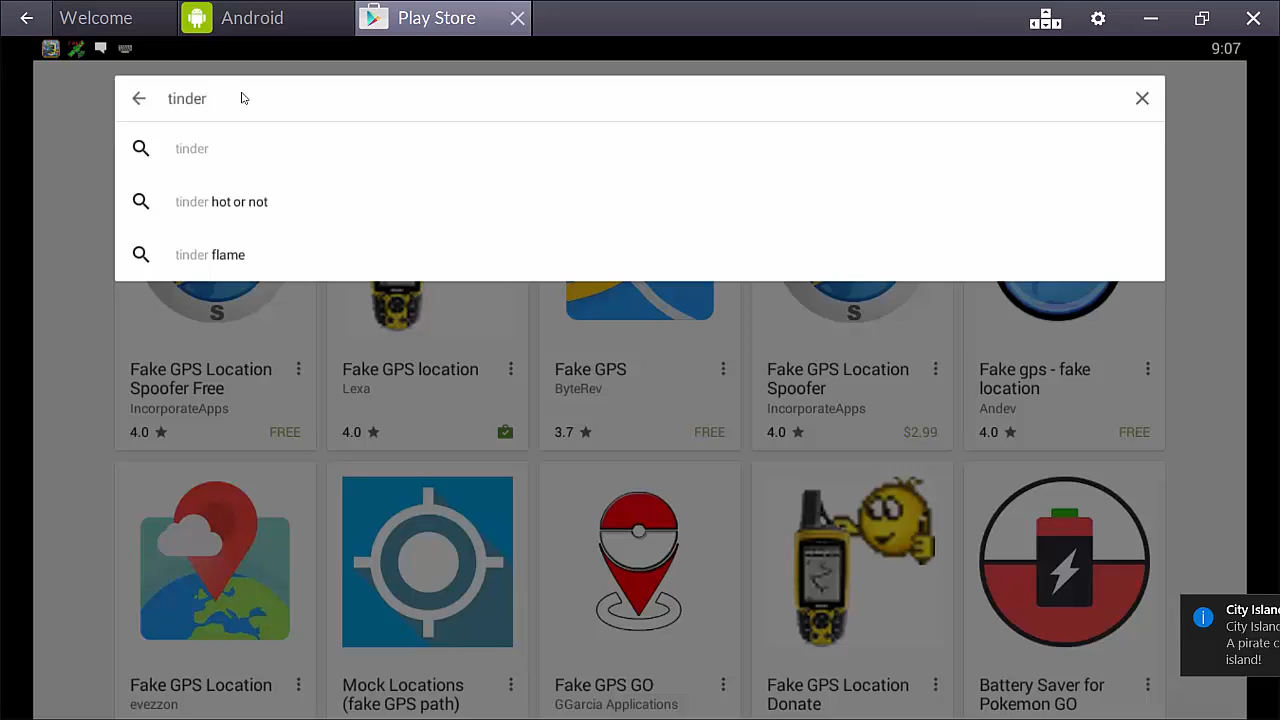 Welcome
Android
Play Store
9:07
tinder
tinder
tinder hot or not
tinder flame
S
S
Fake GPS Location
Spoofer Free
IncorporateApps
4.0
FREE
Fake GPS location
Lexa
4.0
Fake GPS
ByteRev
3.7
FREE
Fake GPS Location
Spoofer
IncorporateApps
4.0
$2.99
Fake gps - fake
location
Andev
4.0
FREE
Fake GPS Location
evezzon
Mock Locations
(fake GPS path)
Fake GPS GO
GGarcia Applications
Fake GPS Location
Donate
Battery Saver for
Pokemon GO
City Islan
City Island
A pirate c
island!